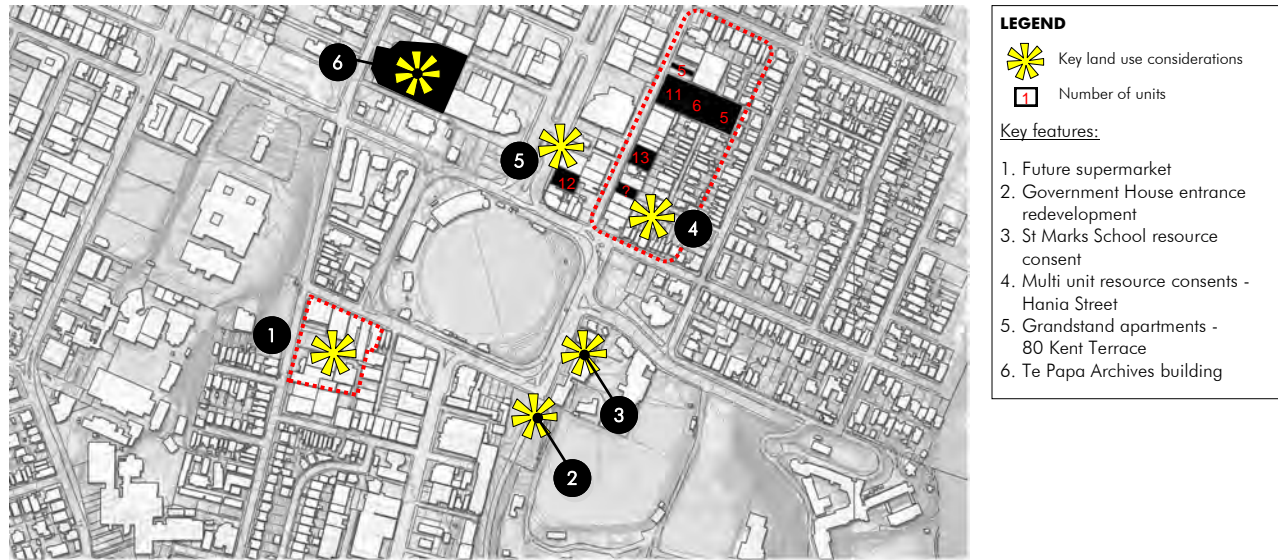 6
5
11
6
5
5
13
12
?
4
1
3
2
LEGEND
Key land use considerations
1
Number of units
Key features:
1. Future supermarket
2. Government House entrance
redevelopment
3. St Marks School resource
consent
4. Multi unit resource consents -
Hania Street
5. Grandstand apartments -
80 Kent Terrace
6. Te Papa Archives building